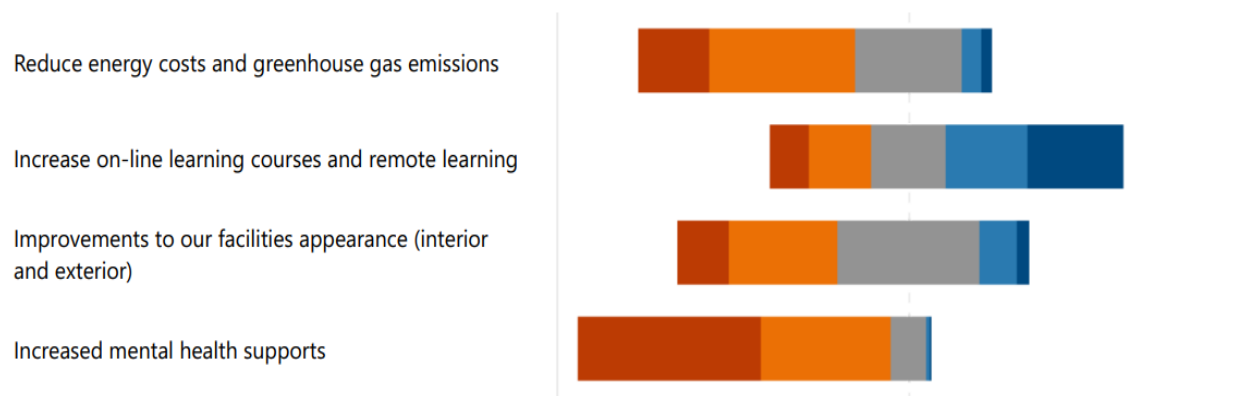 Reduce energy costs and greenhouse gas emissions
Increase on-line learning courses and remote learning
Improvements to our facilities appearance (interior
and exterior)
Increased mental health supports